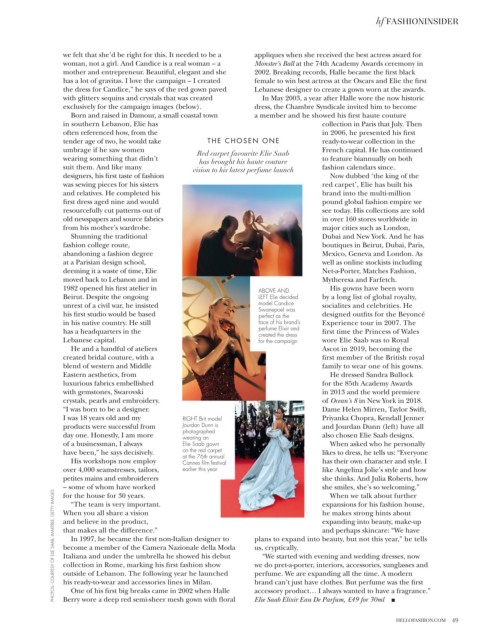 hf FASHIONINSIDER
we felt that she'd be right for this. It needed to be a
woman, not a girl. And Candice is a real woman – a
mother and entrepreneur. Beautiful, elegant and she
has a lot of gravitas. I love the campaign – I created
the dress for Candice," he says of the red gown paved
with glittery sequins and crystals that was created
exclusively for the campaign images (below).
Born and raised in Damour, a small coastal town
in southern Lebanon, Elie has
often referenced how, from the
tender age of two, he would take
umbrage if he saw women
wearing something that didn't
suit them. And like many
designers, his first taste of fashion
was sewing pieces for his sisters
and relatives. He completed his
first dress aged nine and would
resourcefully cut patterns out of
old newspapers and source fabrics
from his mother's wardrobe.
Shunning the traditional
fashion college route,
abandoning a fashion degree
at a Parisian design school,
deeming it a waste of time, Elie
moved back to Lebanon and in
1982 opened his first atelier in
Beirut. Despite the ongoing
unrest of a civil war, he insisted
his first studio would be based
in his native country. He still
has a headquarters in the
Lebanese capital.
He and a handful of ateliers
created bridal couture, with a
blend of western and Middle
Eastern aesthetics, from
luxurious fabrics embellished
with gemstones, Swarovski
crystals, pearls and embroidery.
"I was born to be a designer.
I was 18 years old and my
products were successful from
day one. Honestly, I am more
of a businessman, I always
have been," he says decisively.
His workshops now employ
over 4,000 seamstresses, tailors,
petites mains and embroiderers
– some of whom have worked
for the house for 30 years.
"The team is very important.
When you all share a vision
and believe in the product,
that makes all the difference."
In 1997, he became the first non-Italian designer to
become a member of the Camera Nazionale della Moda
Italiana and under the umbrella he showed his debut
collection in Rome, marking his first fashion show
outside of Lebanon. The following year he launched
his ready-to-wear and accessories lines in Milan.
One of his first big breaks came in 2002 when Halle
Berry wore a deep red semi-sheer mesh gown with floral
THE CHOSEN ONE
Red carpet favourite Elie Saab
has brought his haute couture
vision to his latest perfume launch
ABOVE AND
LEFT Elie decided
model Candice
Swanepoel was
perfect as the
face of his brand's
perfume Elixir and
created the dress
for the campaign
RIGHT Brit model
Jourdan Dunn is
photographed
wearing an
Elie Saab gown
on the red carpet
at the 76th annual
Cannes film festival
earlier this year
appliques when she received the best actress award for
Monster's Ball at the 74th Academy Awards ceremony in
2002. Breaking records, Halle became the first black
female to win best actress at the Oscars and Elie the first
Lebanese designer to create a gown worn at the awards.
In May 2003, a year after Halle wore the now historic
dress, the Chambre Syndicale invited him to become
a member and he showed his first haute couture
collection in Paris that July. Then
in 2006, he presented his first
ready-to-wear collection in the
French capital. He has continued
to feature biannually on both
fashion calendars since.
Now dubbed 'the king of the
red carpet', Elie has built his
brand into the multi-million
pound global fashion empire we
see today. His collections are sold
in over 160 stores worldwide in
major cities such as London,
Dubai and New York. And he has
boutiques in Beirut, Dubai, Paris,
Mexico, Geneva and London. As
well as online stockists including
Net-a-Porter, Matches Fashion,
Mytheresa and Farfetch.
His gowns have been worn
by a long list of global royalty,
socialites and celebrities. He
designed outfits for the Beyoncé
Experience tour in 2007. The
first time the Princess of Wales
wore Elie Saab was to Royal
Ascot in 2019, becoming the
first member of the British royal
family to wear one of his gowns.
He dressed Sandra Bullock
for the 85th Academy Awards
in 2013 and the world premiere
of Ocean's 8 in New York in 2018.
Dame Helen Mirren, Taylor Swift,
Priyanka Chopra, Kendall Jenner
and Jourdan Dunn (left) have all
also chosen Elie Saab designs.
When asked who he personally
likes to dress, he tells us: "Everyone
has their own character and style. I
like Angelina Jolie's style and how
she thinks. And Julia Roberts, how
she smiles, she's so welcoming."
When we talk about further
expansions for his fashion house,
he makes strong hints about
expanding into beauty, make-up
and perhaps skincare: "We have
plans to expand into beauty, but not this year," he tells
us, cryptically.
"We started with evening and wedding dresses, now
we do pret-a-porter, interiors, accessories, sunglasses and
perfume. We are expanding all the time. A modern
brand can't just have clothes. But perfume was the first
accessory product… I always wanted to have a fragrance."
Elie Saab Elixir Eau De Parfum, £49 for 30ml ■
HELLOFASHION.COM 49